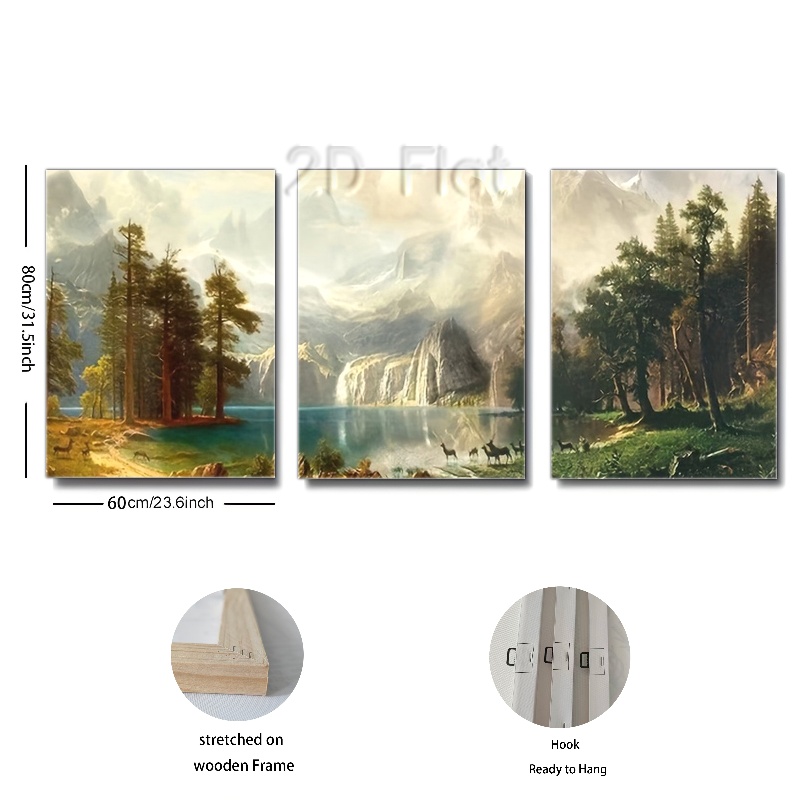 2D Flat
80cm/31.5inch
60cm/23.6inch
stretched on
wooden Frame
Hook
Ready to Hang